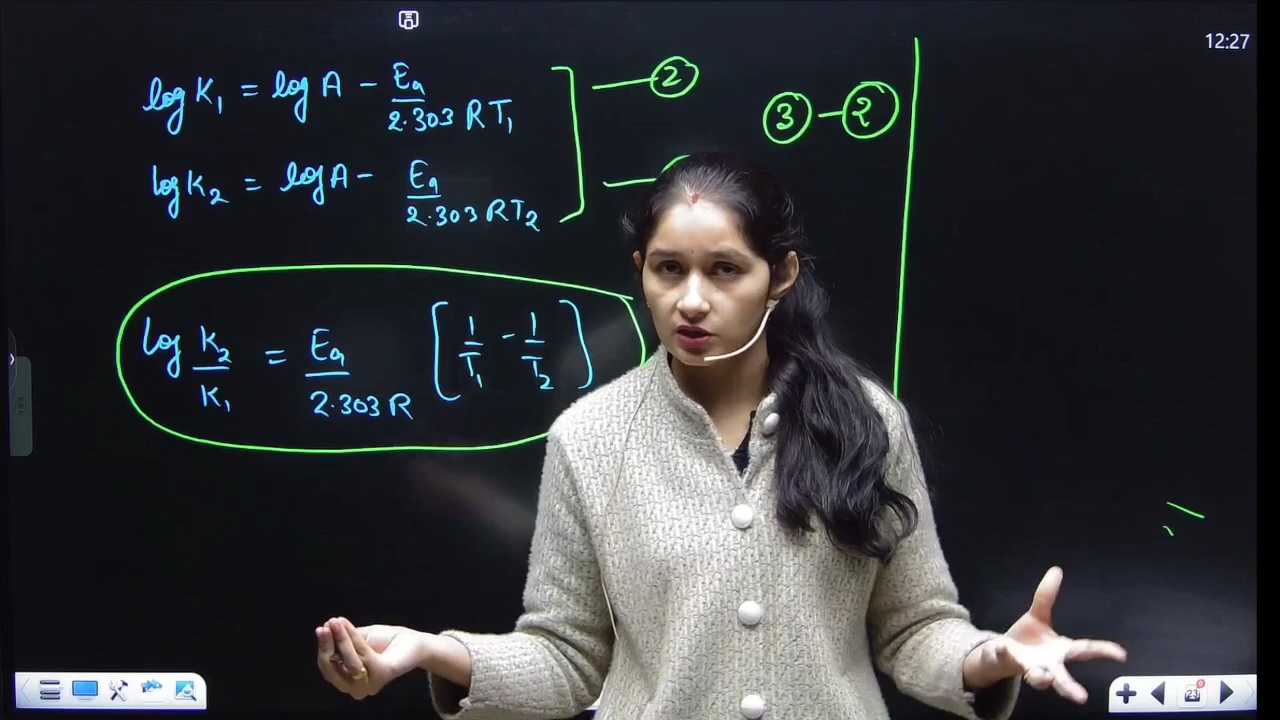 12:27
log K₁ = log A - Ea/2.303 RT₁ — ②
③ - ②
log K₂ = log A - Ea/2.303 RT₂
log K₂/K₁ = Ea/2.303 R [1/T₁ - 1/T₂]
23